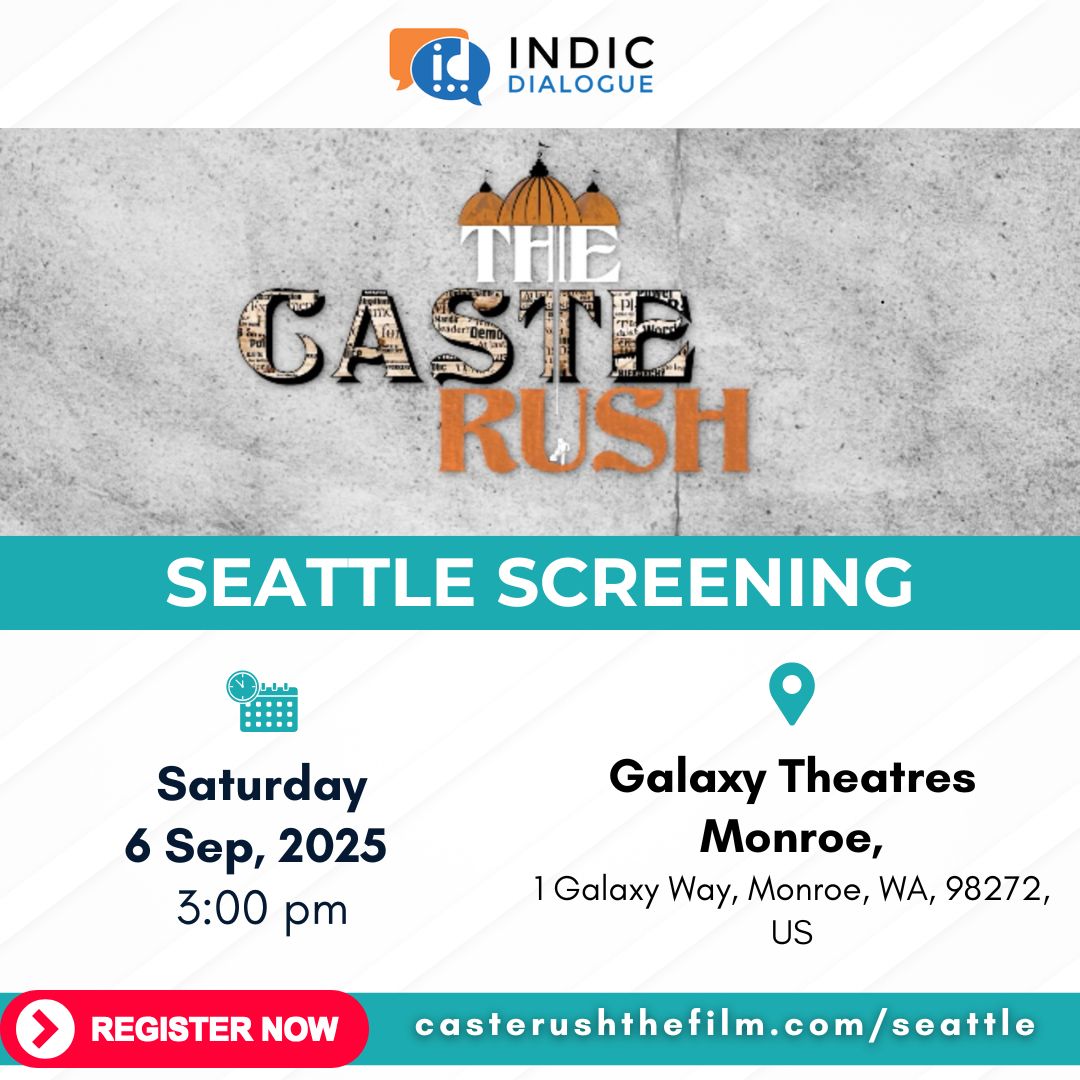 id
INDIC
DIALOGUE
THE
CASTE
RUSH
SEATTLE SCREENING
Saturday
6 Sep, 2025
3:00 pm
Galaxy Theatres
Monroe,
1 Galaxy Way, Monroe, WA, 98272,
US
REGISTER NOW
casterushthefilm.com/seattle